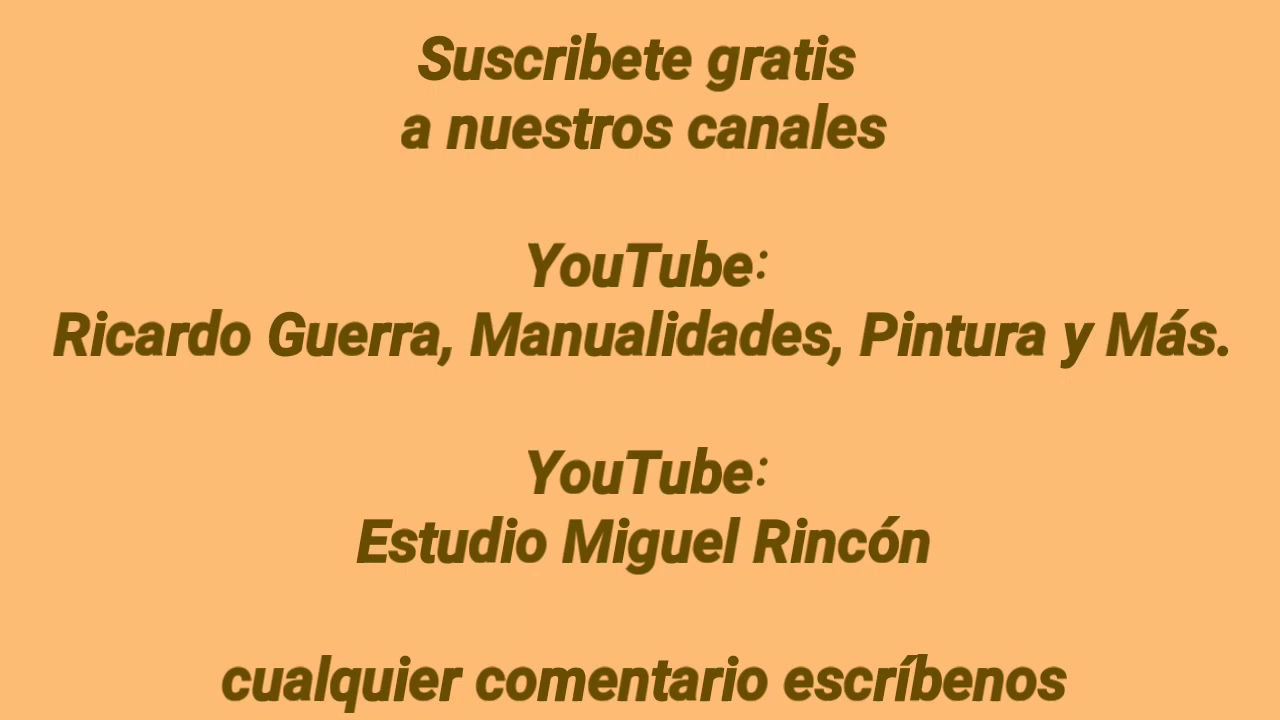 Suscribete gratis
a nuestros canales
YouTube:
Ricardo Guerra, Manualidades, Pintura y Más.
YouTube:
Estudio Miguel Rincón
cualquier comentario escríbenos